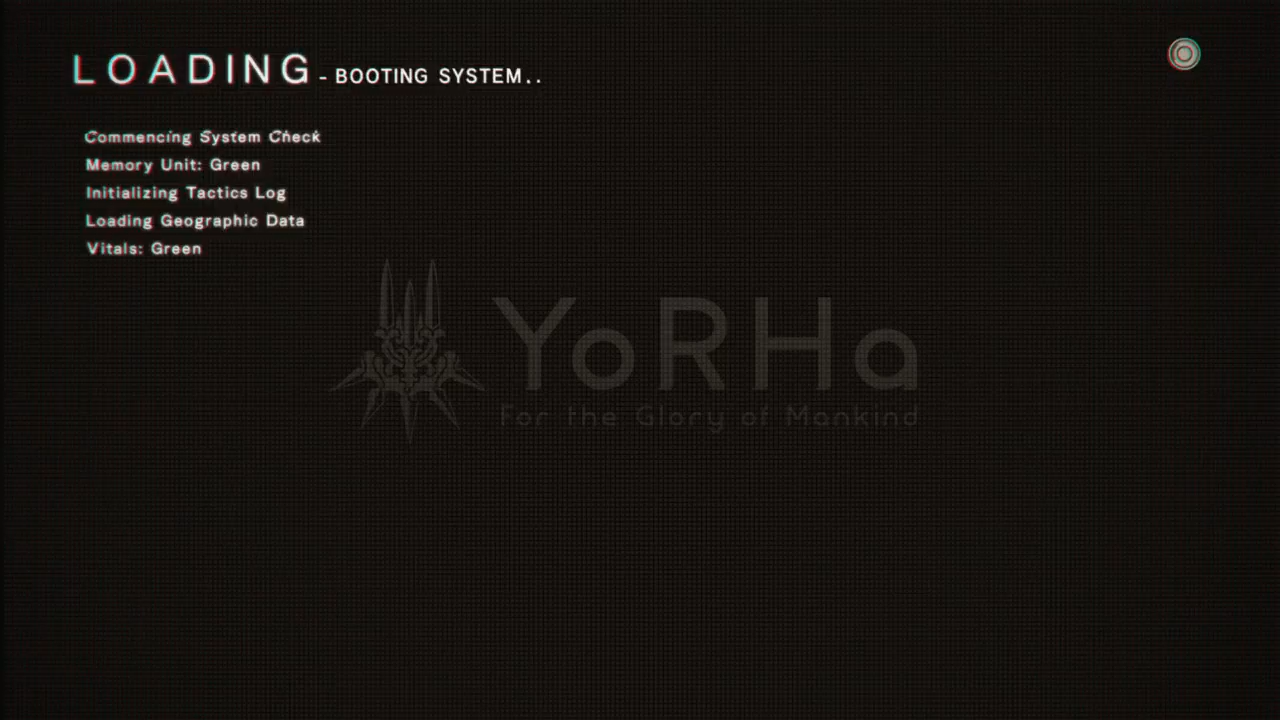 LOADING - BOOTING SYSTEM..
Commencing System Check
Memory Unit: Green
Initializing Tactics Log
Loading Geographic Data
Vitals: Green
YoRHa
For the Glory of Mankind